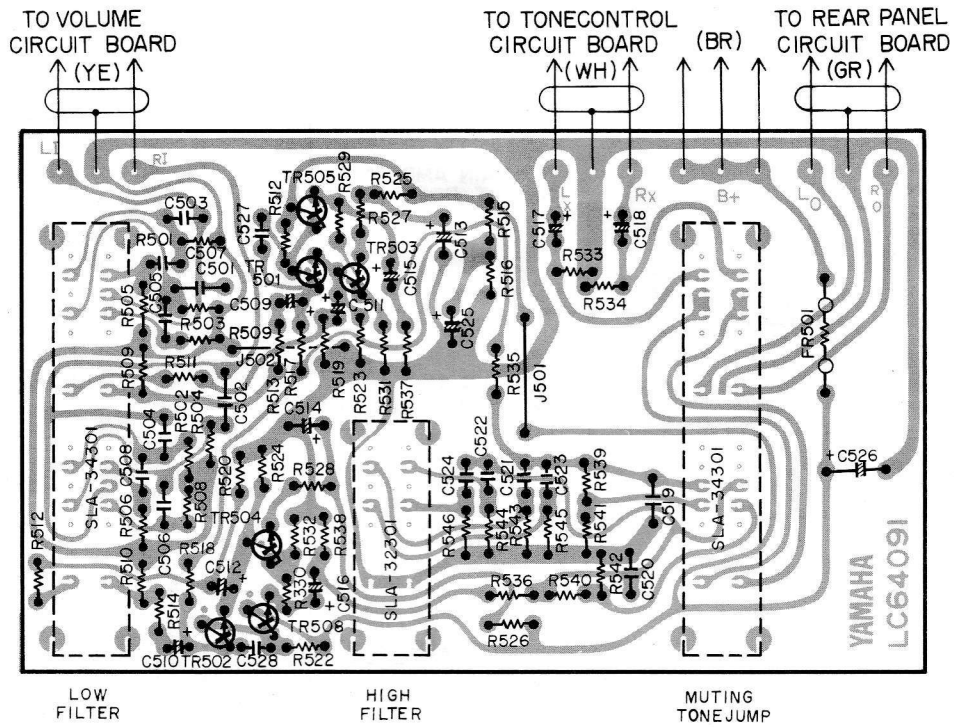 TO VOLUME
CIRCUIT BOARD
(YE)
TO TONECONTROL
CIRCUIT BOARD
(WH)
(BR)
TO REAR PANEL
CIRCUIT BOARD
(GR)
LI
RI
Lx
Rx
B+
LO
RO
C503
R501
C507
C501
C505
R505
R503
R509
R509
J502
R511
R502
R504
C502
C504
C508
R506
C506
R508
R510
R512
SLA-34301
R518
R514
C510
C512
TR502
C528
R522
TR508
R330
C516
TR504
R532
R538
R528
R524
R520
C514
R513
R517
R519
R523
R531
R537
C509
C511
TR
501
TR503
C515
C527
R512
TR505
R529
R525
R527
C513
C525
R515
R516
R535
J501
C517
C518
R533
R534
FR501
C526
C524
C522
C521
C523
R539
R546
R544
R543
R545
R541
C519
R542
C520
R536
R540
R526
SLA-32301
SLA-34301
YAMAHA
LC64091
LOW
FILTER
HIGH
FILTER
MUTING
TONEJUMP